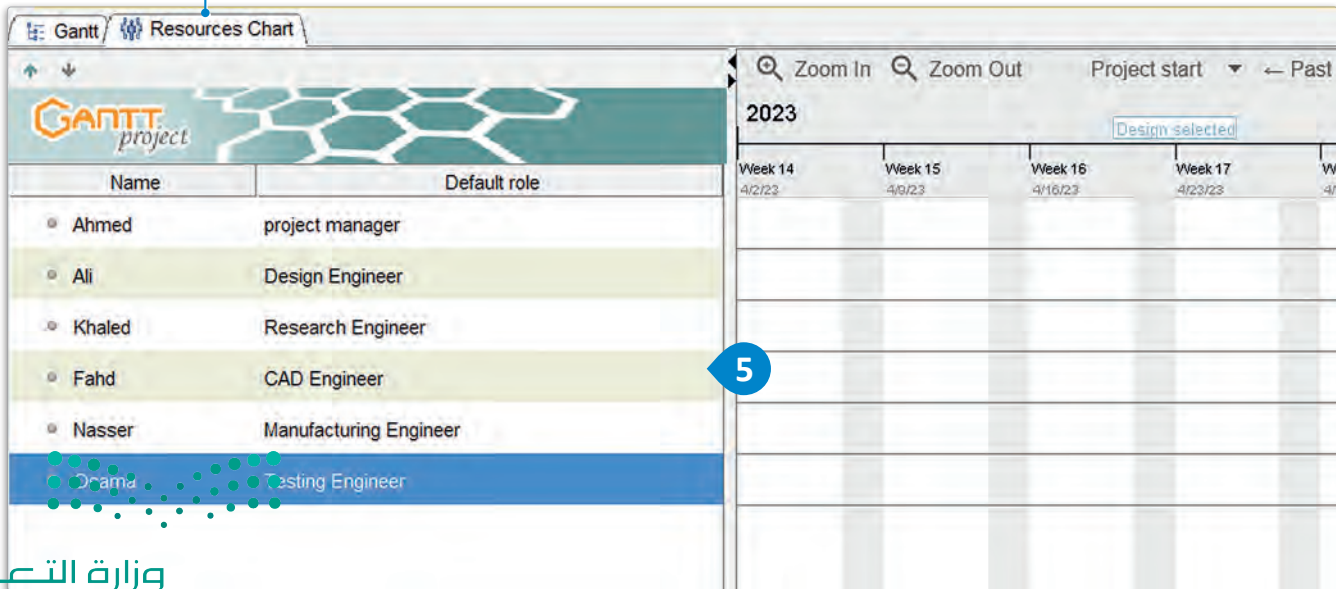 Gantt Resources Chart
Zoom In Zoom Out Project start ← Past
GANTT project
2023
Design selected
Name Default role
Week 14 Week 15 Week 16 Week 17
4/2/23 4/9/23 4/16/23 4/23/23
Ahmed project manager
Ali Design Engineer
Khaled Research Engineer
Fahd CAD Engineer
5
Nasser Manufacturing Engineer
Testing Engineer
وزارة